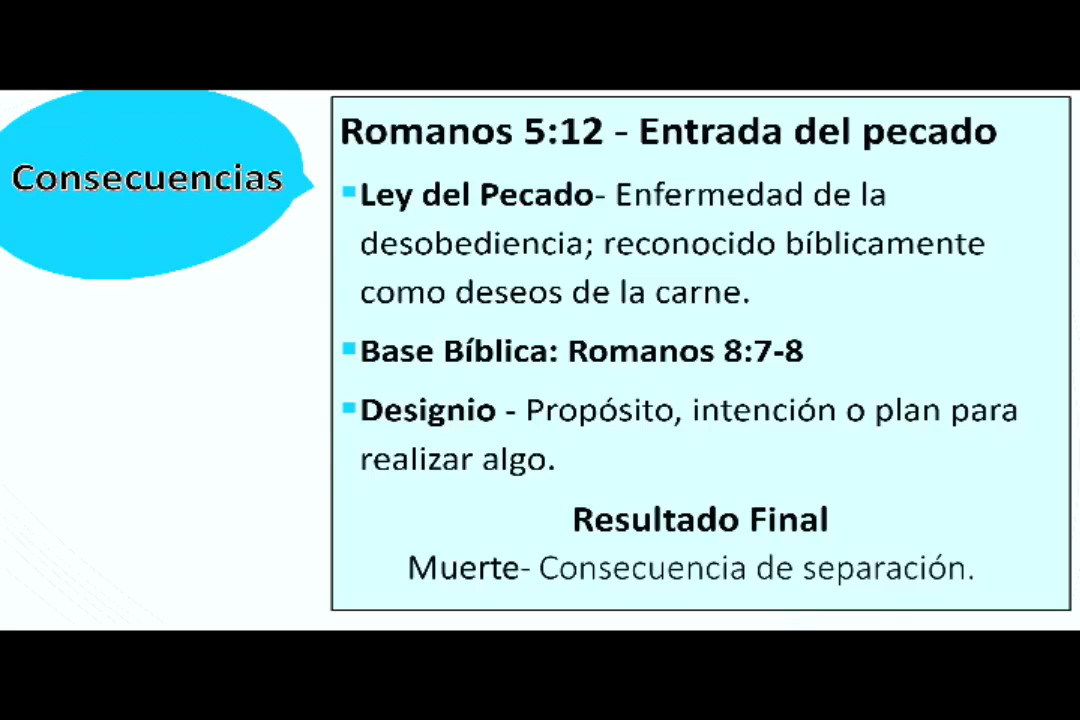 Consecuencias
Romanos 5:12 - Entrada del pecado
Ley del Pecado- Enfermedad de la
desobediencia; reconocido bíblicamente
como deseos de la carne.
Base Bíblica: Romanos 8:7-8
Designio - Propósito, intención o plan para
realizar algo.
Resultado Final
Muerte- Consecuencia de separación.